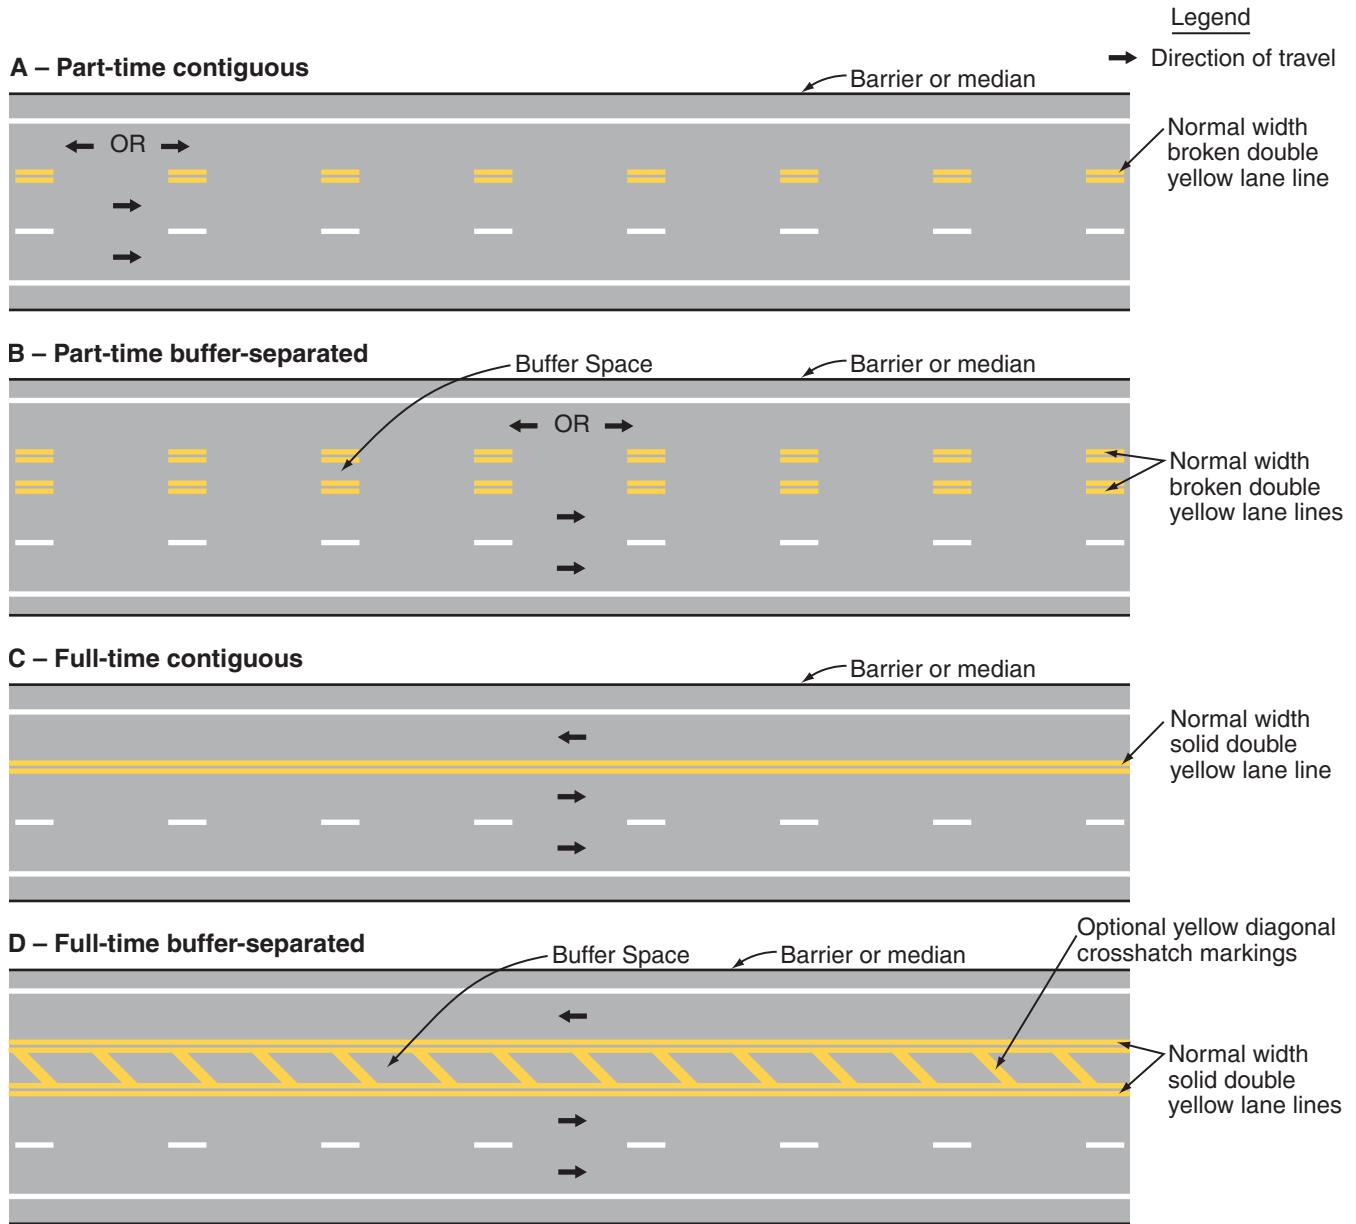 Legend
Direction of travel
A – Part-time contiguous
Barrier or median
OR
Normal width
broken double
yellow lane line
B – Part-time buffer-separated
Buffer Space
Barrier or median
OR
Normal width
broken double
yellow lane lines
C – Full-time contiguous
Barrier or median
Normal width
solid double
yellow lane line
D – Full-time buffer-separated
Buffer Space
Barrier or median
Optional yellow diagonal
crosshatch markings
Normal width
solid double
yellow lane lines